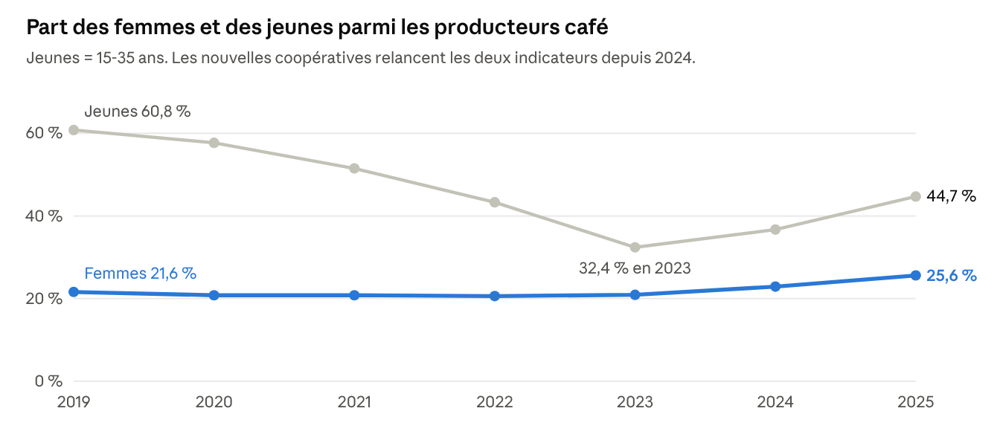 Part des femmes et des jeunes parmi les producteurs café
Jeunes = 15-35 ans. Les nouvelles coopératives relancent les deux indicateurs depuis 2024.
Jeunes 60,8 %
60 %
44,7 %
40 %
32,4 % en 2023
Femmes 21,6 %
25,6 %
20 %
0 %
2019 2020 2021 2022 2023 2024 2025